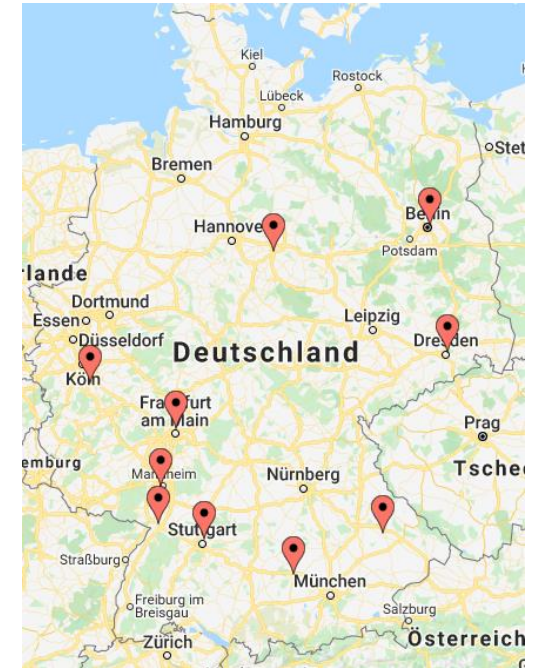 Kiel
Rostock
Lübeck
Hamburg
Stet
Bremen
Hannover
Berlin
Potsdam
rlande
Dortmund
Essen
Leipzig
Düsseldorf
Dresden
Deutschland
Köln
Frankfurt
am Main
Prag
emburg
Tsche
Mannheim
Nürnberg
Stuttgart
Straßburg
München
Freiburg im
Breisgau
Salzburg
Zürich
Österreich